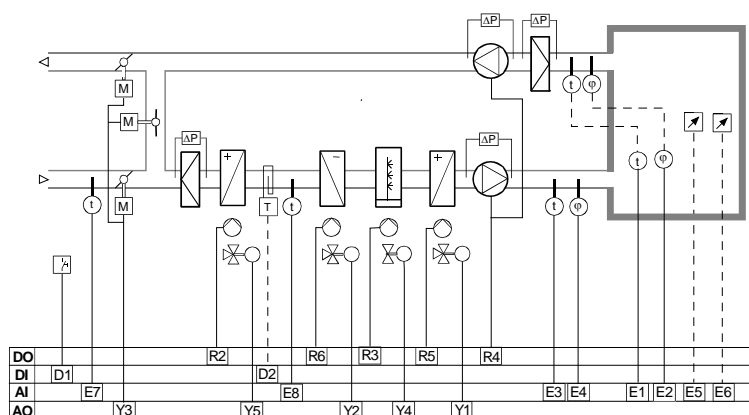 ΔP ΔP
M
M
t φ
ΔP + - + ΔP
t φ
M t T t t φ
DO R2 R6 R3 R5 R4
DI D1 D2
AI E7 E8 E3 E4 E1 E2 E5 E6
AO Y3 Y5 Y2 Y4 Y1